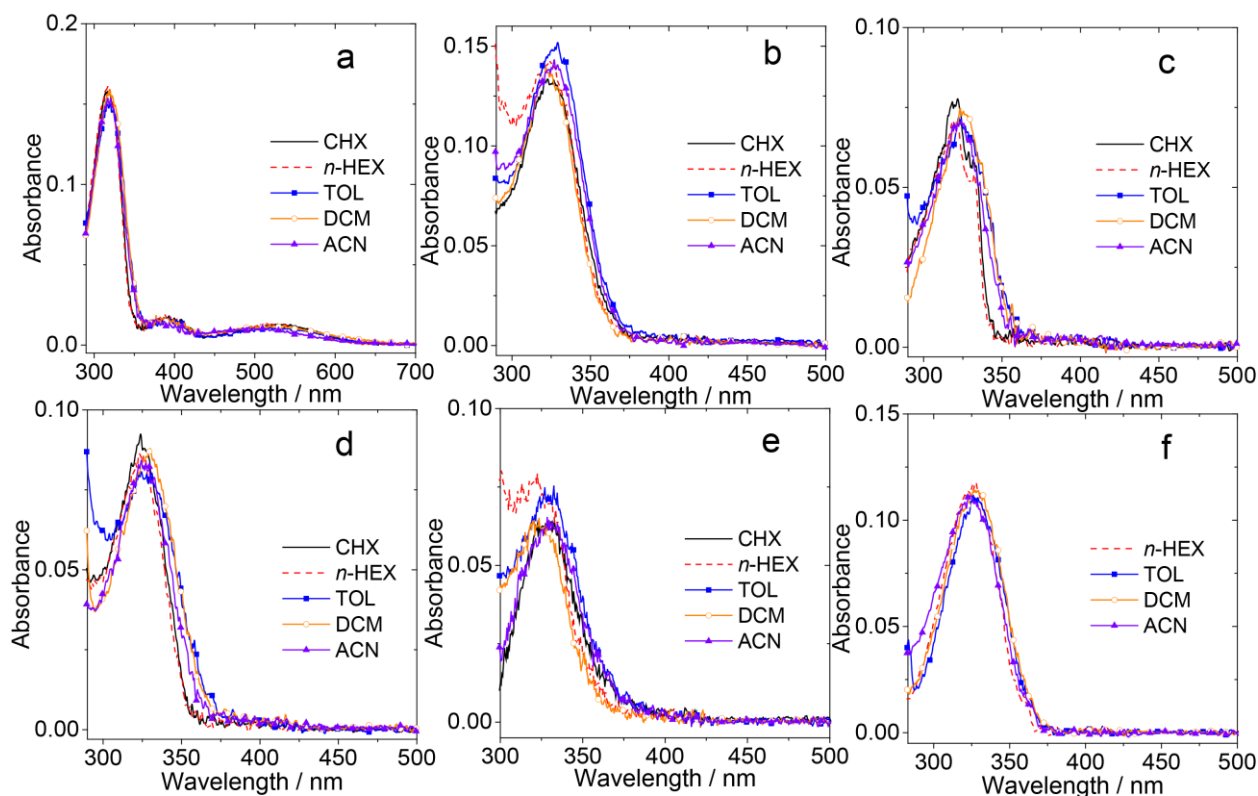 a
0.2
0.1
0.0
Absorbance
CHX
n-HEX
TOL
DCM
ACN
300 400 500 600 700
Wavelength / nm
b
0.15
0.10
0.05
0.00
Absorbance
CHX
n-HEX
TOL
DCM
ACN
300 350 400 450 500
Wavelength / nm
c
0.10
0.05
0.00
Absorbance
CHX
n-HEX
TOL
DCM
ACN
300 350 400 450 500
Wavelength / nm
d
0.10
0.05
0.00
Absorbance
CHX
n-HEX
TOL
DCM
ACN
300 350 400 450 500
Wavelength / nm
e
0.10
0.05
0.00
Absorbance
CHX
n-HEX
TOL
DCM
ACN
300 350 400 450 500
Wavelength / nm
f
0.15
0.10
0.05
0.00
Absorbance
n-HEX
TOL
DCM
ACN
300 350 400 450 500
Wavelength / nm